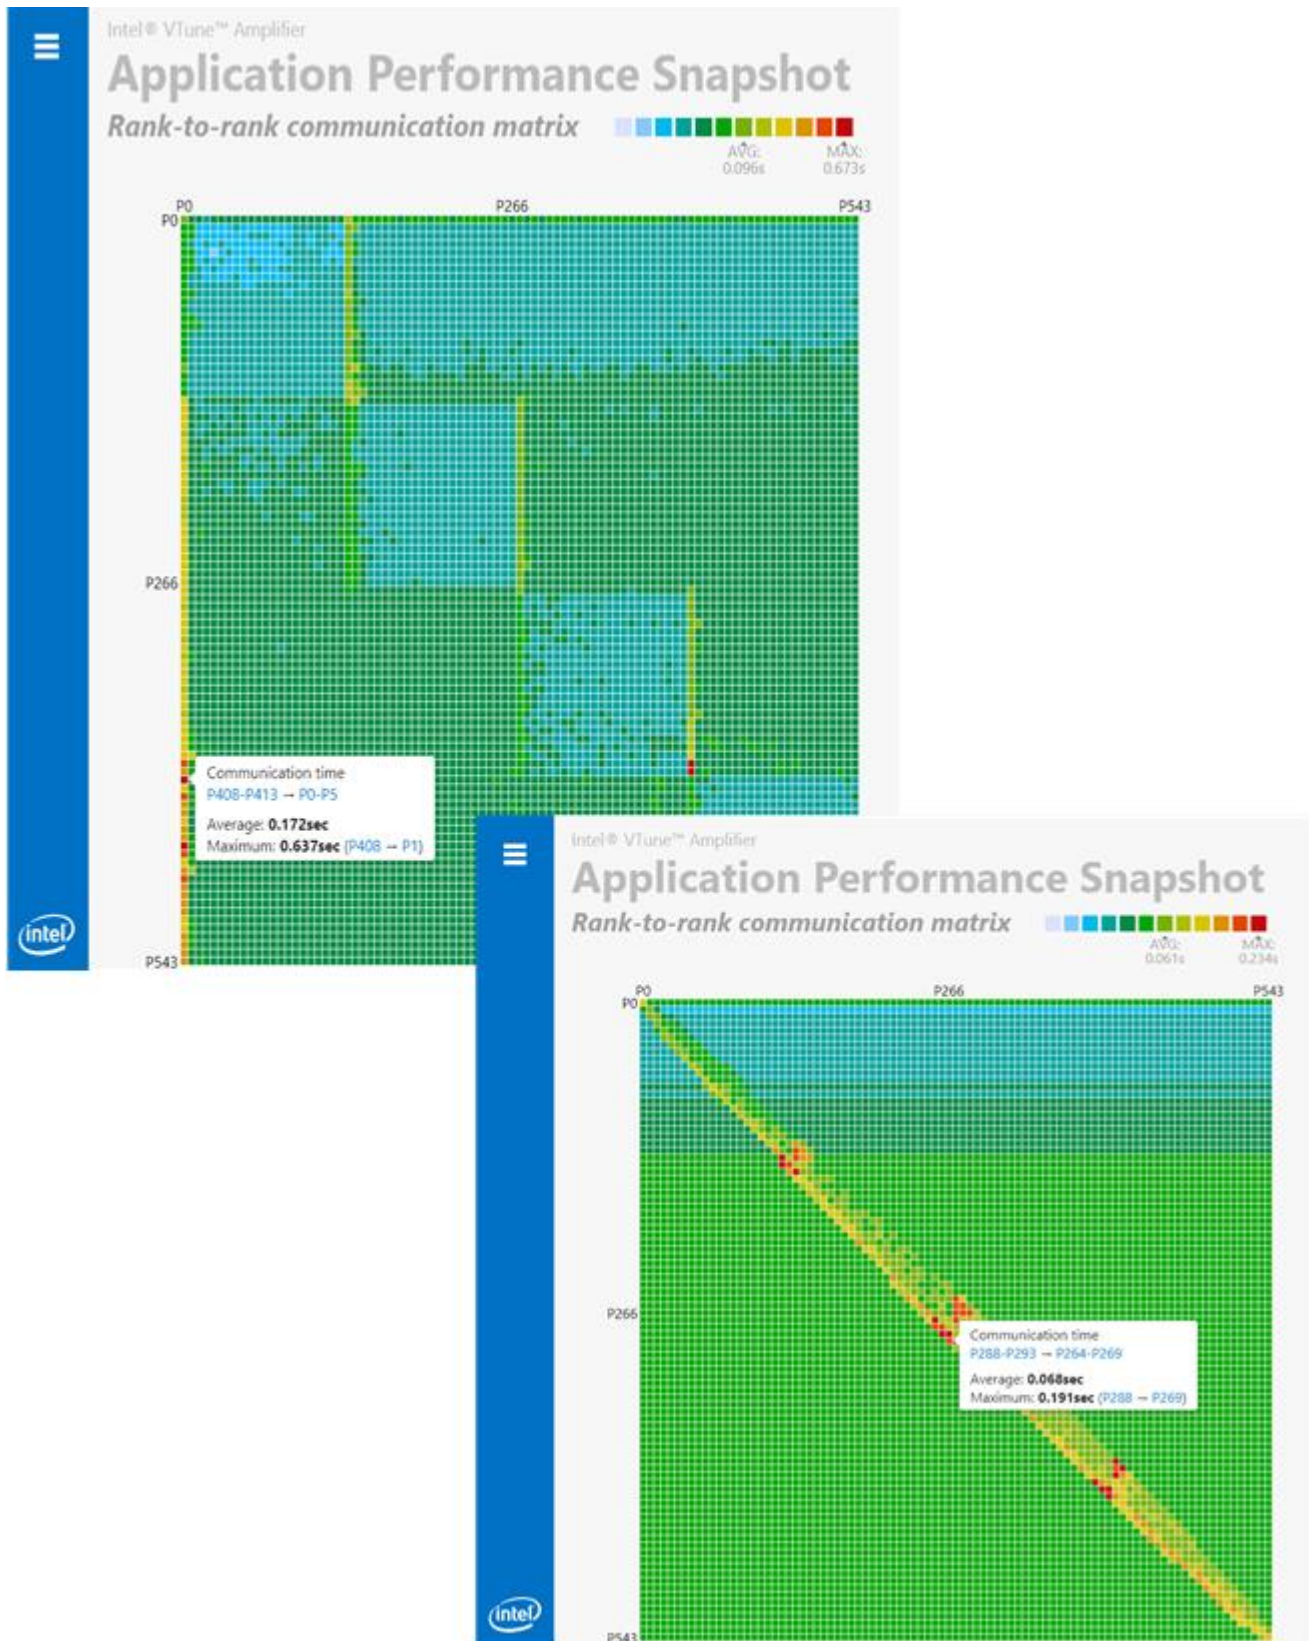 Intel® VTune™ Amplifier
Application Performance Snapshot
Rank-to-rank communication matrix
AVG:
0.096s
MAX:
0.673s
P0
P266
P543
P0
P266
Communication time
P408-P413 → P0-P5
Average: 0.172sec
Maximum: 0.637sec (P408 → P1)
intel
P543
Intel® VTune™ Amplifier
Application Performance Snapshot
Rank-to-rank communication matrix
AVG:
0.061s
MAX:
0.234s
P0
P266
P543
P0
P266
Communication time
P288-P293 → P264-P269
Average: 0.068sec
Maximum: 0.191sec (P288 → P269)
intel
P543